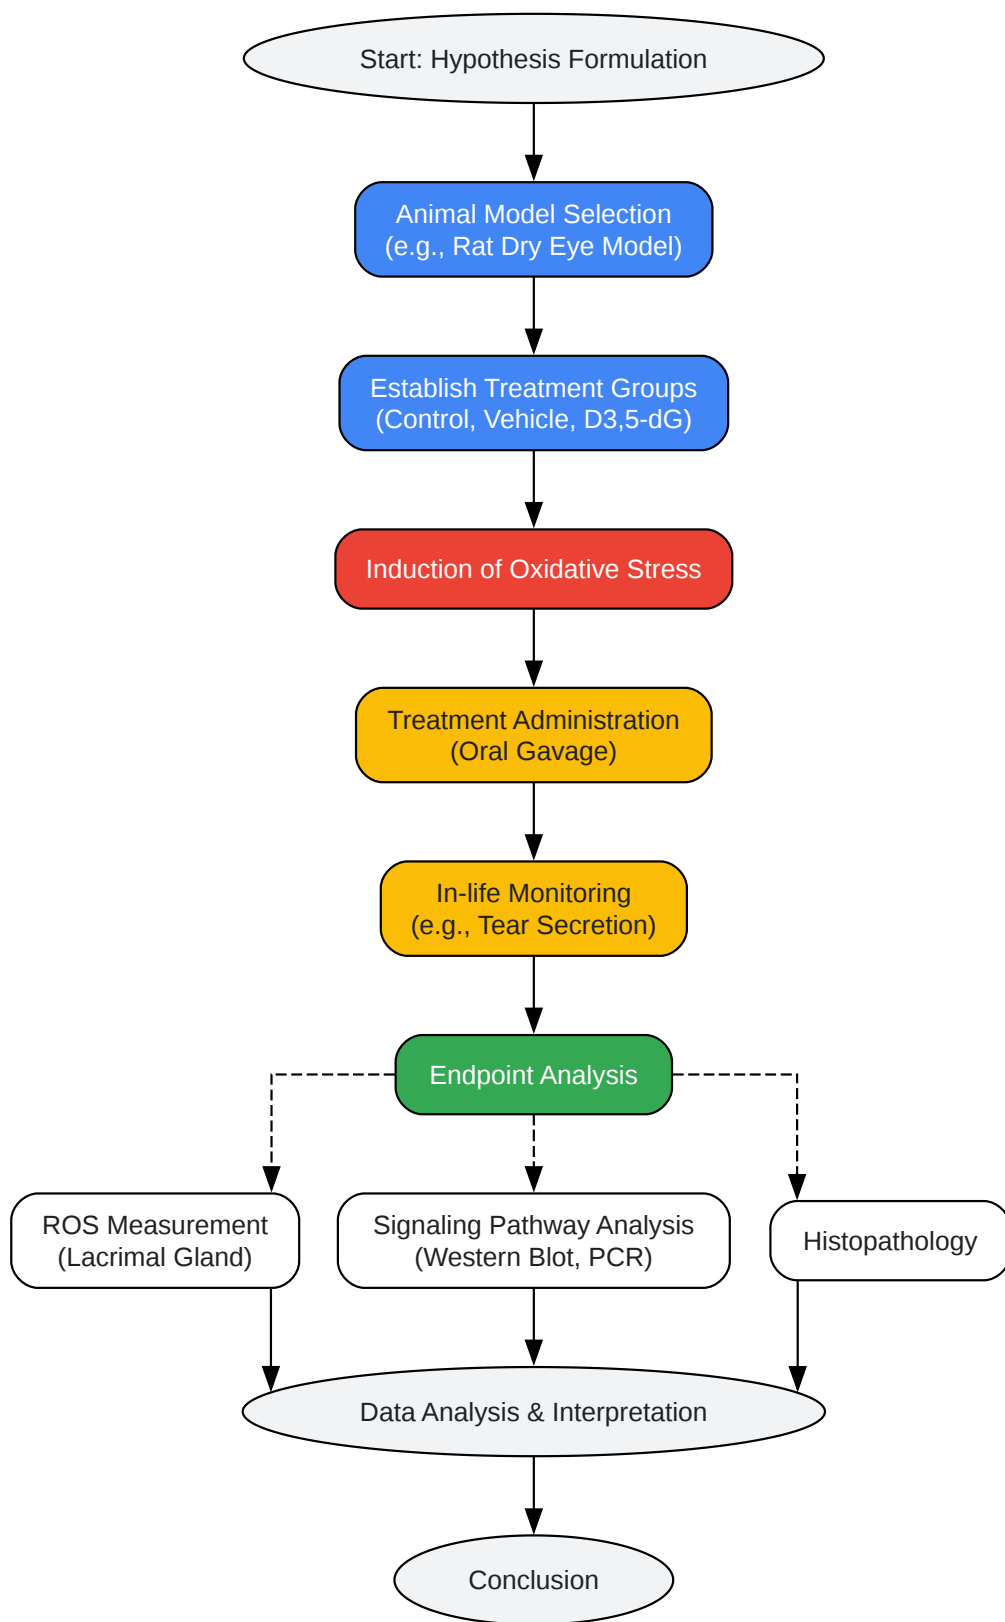 Start: Hypothesis Formulation
Animal Model Selection
(e.g., Rat Dry Eye Model)
Establish Treatment Groups
(Control, Vehicle, D3,5-dG)
Induction of Oxidative Stress
Treatment Administration
(Oral Gavage)
In-life Monitoring
(e.g., Tear Secretion)
Endpoint Analysis
ROS Measurement
(Lacrimal Gland)
Signaling Pathway Analysis
(Western Blot, PCR)
Histopathology
Data Analysis & Interpretation
Conclusion